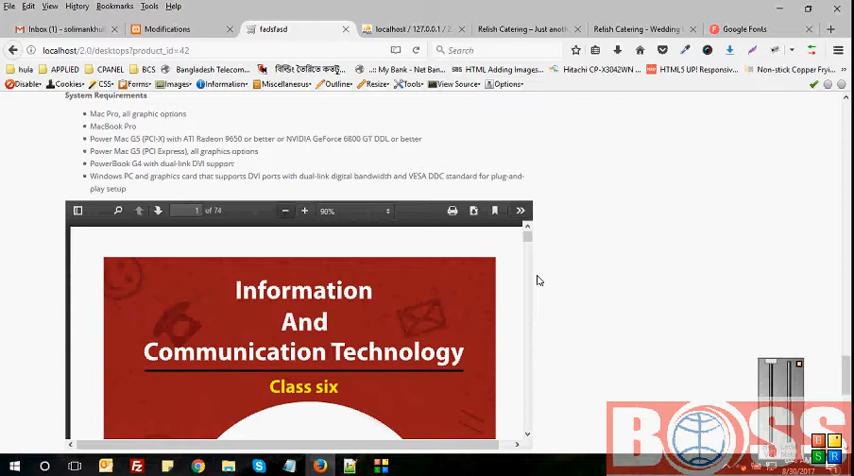 File Edit View History Bookmarks Tools Help
Inbox (1) - solimankhul
Modifications
fadsfasd
localhost / 127.0.0.1 / 2.
Relish Catering – Just anoth
Relish Catering - Wedding
Google Fonts
localhost/2.0/desktops?product_id=42
Search
hula APPLIED CPANEL BCS Bangladesh Telecom... বিল্ডিং তৈরিতে কতটু... ..:: My Bank - Net Ban... HTML Adding Images... Hitachi CP-X3042WN ... HTML5 UP! Responsiv... Non-stick Copper Fryi...
Disable Cookies CSS Forms Images Information Miscellaneous Outline Resize Tools View Source Options
System Requirements
Mac Pro, all graphic options
MacBook Pro
Power Mac G5 (PCI-X) with ATI Radeon 9650 or better or NVIDIA GeForce 6800 GT DDL or better
Power Mac G5 (PCI Express), all graphics options
PowerBook G4 with dual-link DVI support
Windows PC and graphics card that supports DVI ports with dual-link digital bandwidth and VESA DDC standard for plug-and-
play setup
1 of 74 90%
Information
And
Communication Technology
Class six
BOSS
B
S R
8/30/2017